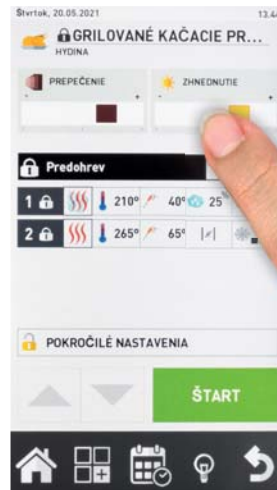 Štvrtok, 20.05.2021 13.44
GRILOVANÉ KAČACIE PR...
HYDINA
PREPEČENIE ZHNEDNUTIE
Predohrev
1 210° 40° 25
2 265° 65°
POKROČILÉ NASTAVENIA
ŠTART